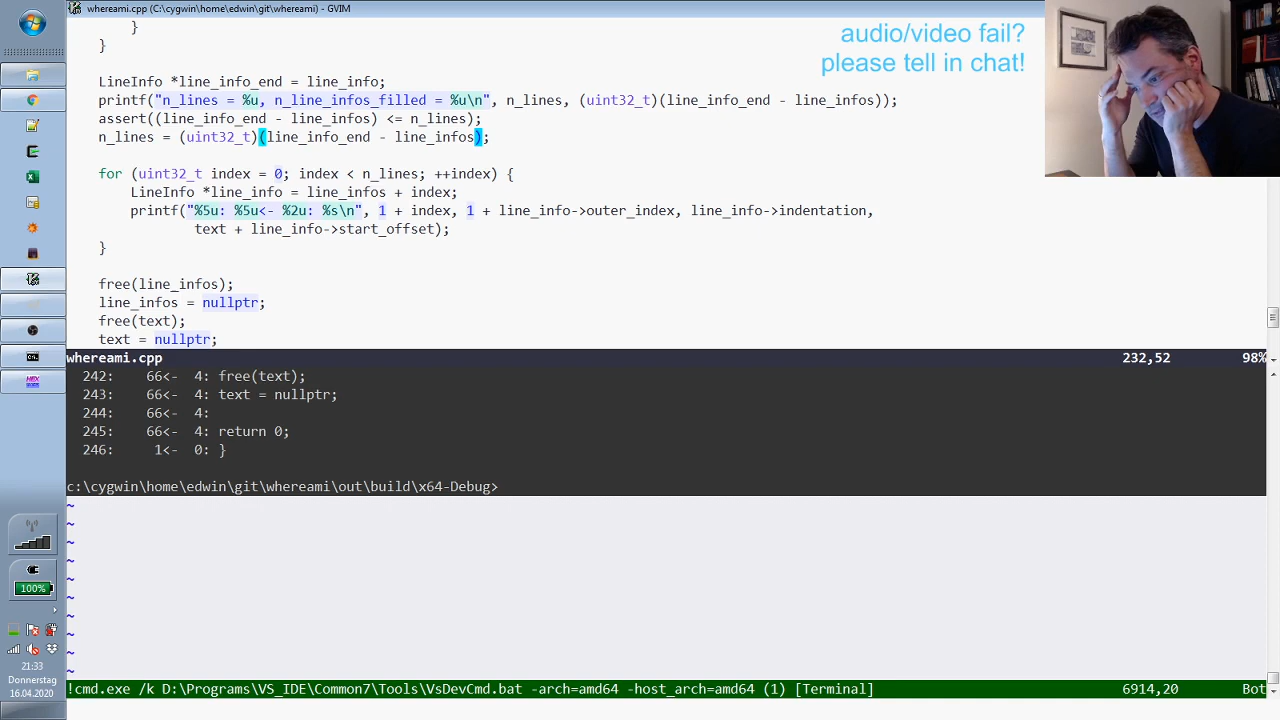 whereami.cpp (C:\cygwin\home\edwin\git\whereami) - GVIM
audio/video fail?
please tell in chat!
}
}
LineInfo *line_info_end = line_info;
printf("n_lines = %u, n_line_infos_filled = %u\n", n_lines, (uint32_t)(line_info_end - line_infos));
assert((line_info_end - line_infos) <= n_lines);
n_lines = (uint32_t)(line_info_end - line_infos);
for (uint32_t index = 0; index < n_lines; ++index) {
LineInfo *line_info = line_infos + index;
printf("%5u: %5u<- %2u: %s\n", 1 + index, 1 + line_info->outer_index, line_info->indentation,
text + line_info->start_offset);
}
free(line_infos);
line_infos = nullptr;
free(text);
text = nullptr;
whereami.cpp 232,52 98%
242: 66<- 4: free(text);
243: 66<- 4: text = nullptr;
244: 66<- 4:
245: 66<- 4: return 0;
246: 1<- 0: }
c:\cygwin\home\edwin\git\whereami\out\build\x64-Debug>
~
~
~
~
~
~
~
~
~
~
!cmd.exe /k D:\Programs\VS_IDE\Common7\Tools\VsDevCmd.bat -arch=amd64 -host_arch=amd64 (1) [Terminal] 6914,20 Bot
100%
21:33
Donnerstag
16.04.2020